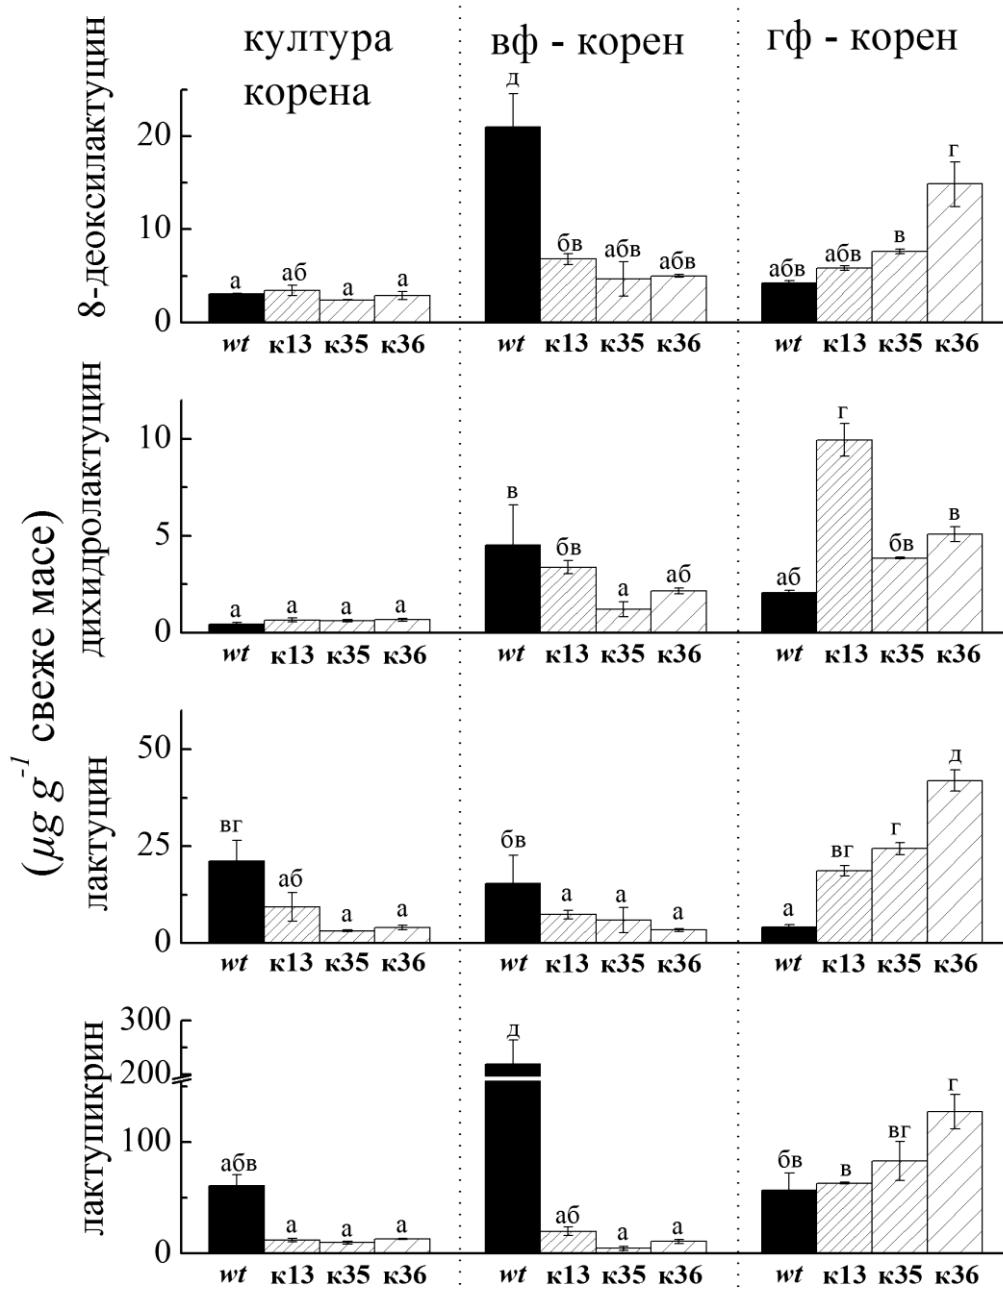 култура
корена
вф - корен
гф - корен
(µg g⁻¹ свеже масе)
8-деоксилактуцин
20
10
0
а
аб
а
а
д
бв
абв
абв
абв
абв
в
г
wt к13 к35 к36
wt к13 к35 к36
wt к13 к35 к36
дихидролактуцин
10
5
0
а
а
а
а
в
бв
а
аб
аб
г
бв
в
wt к13 к35 к36
wt к13 к35 к36
wt к13 к35 к36
лактуцин
50
25
0
вг
аб
а
а
бв
а
а
а
а
вг
г
д
wt к13 к35 к36
wt к13 к35 к36
wt к13 к35 к36
лактупикрин
300
200
100
0
абв
а
а
а
д
аб
а
а
бв
в
вг
г
wt к13 к35 к36
wt к13 к35 к36
wt к13 к35 к36